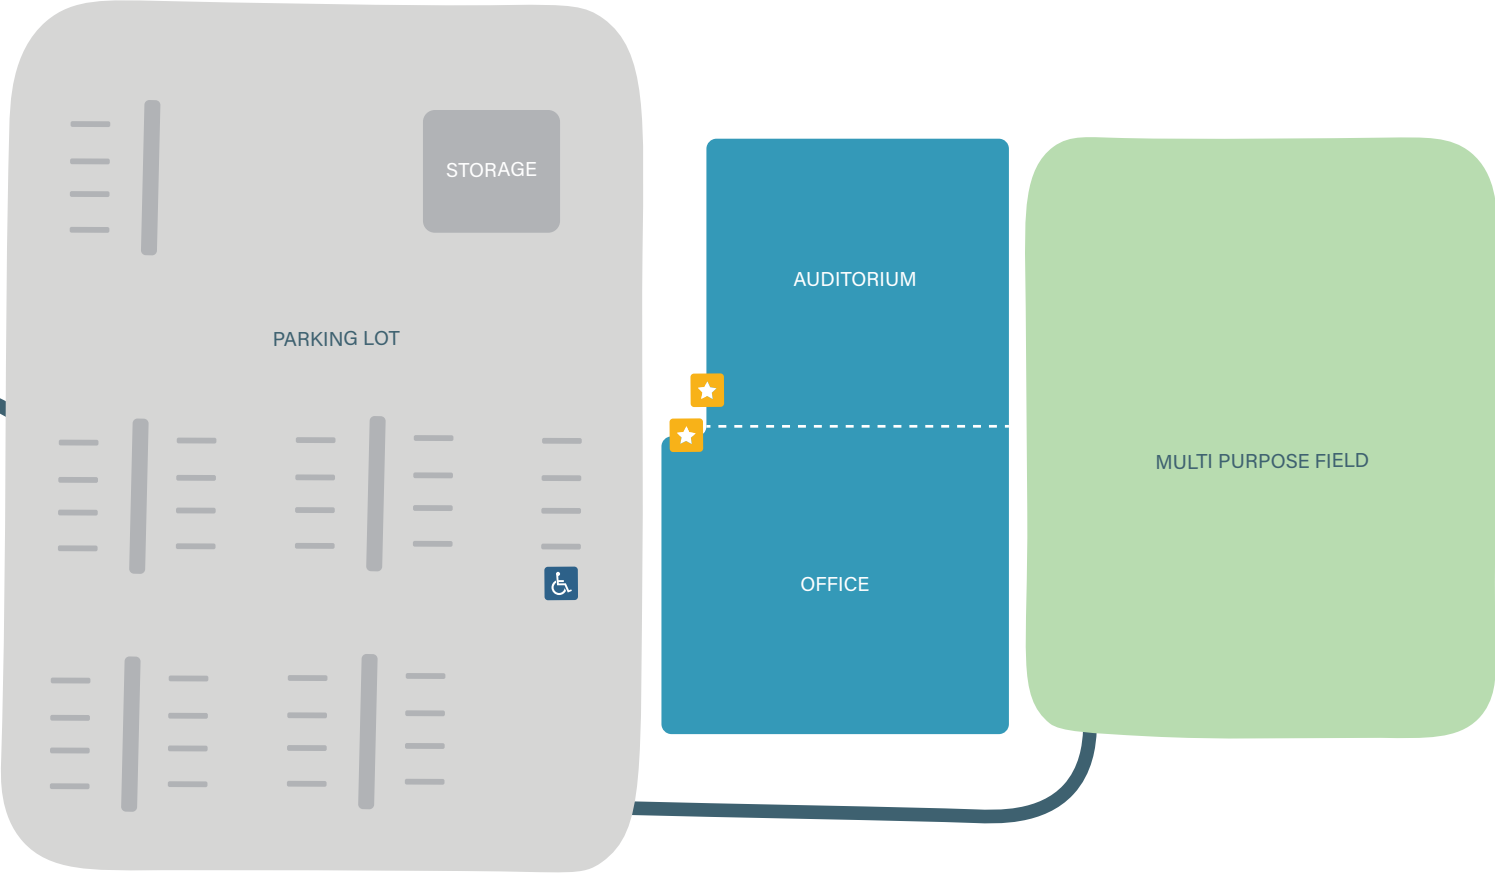 STORAGE
AUDITORIUM
PARKING LOT
MULTI PURPOSE FIELD
OFFICE